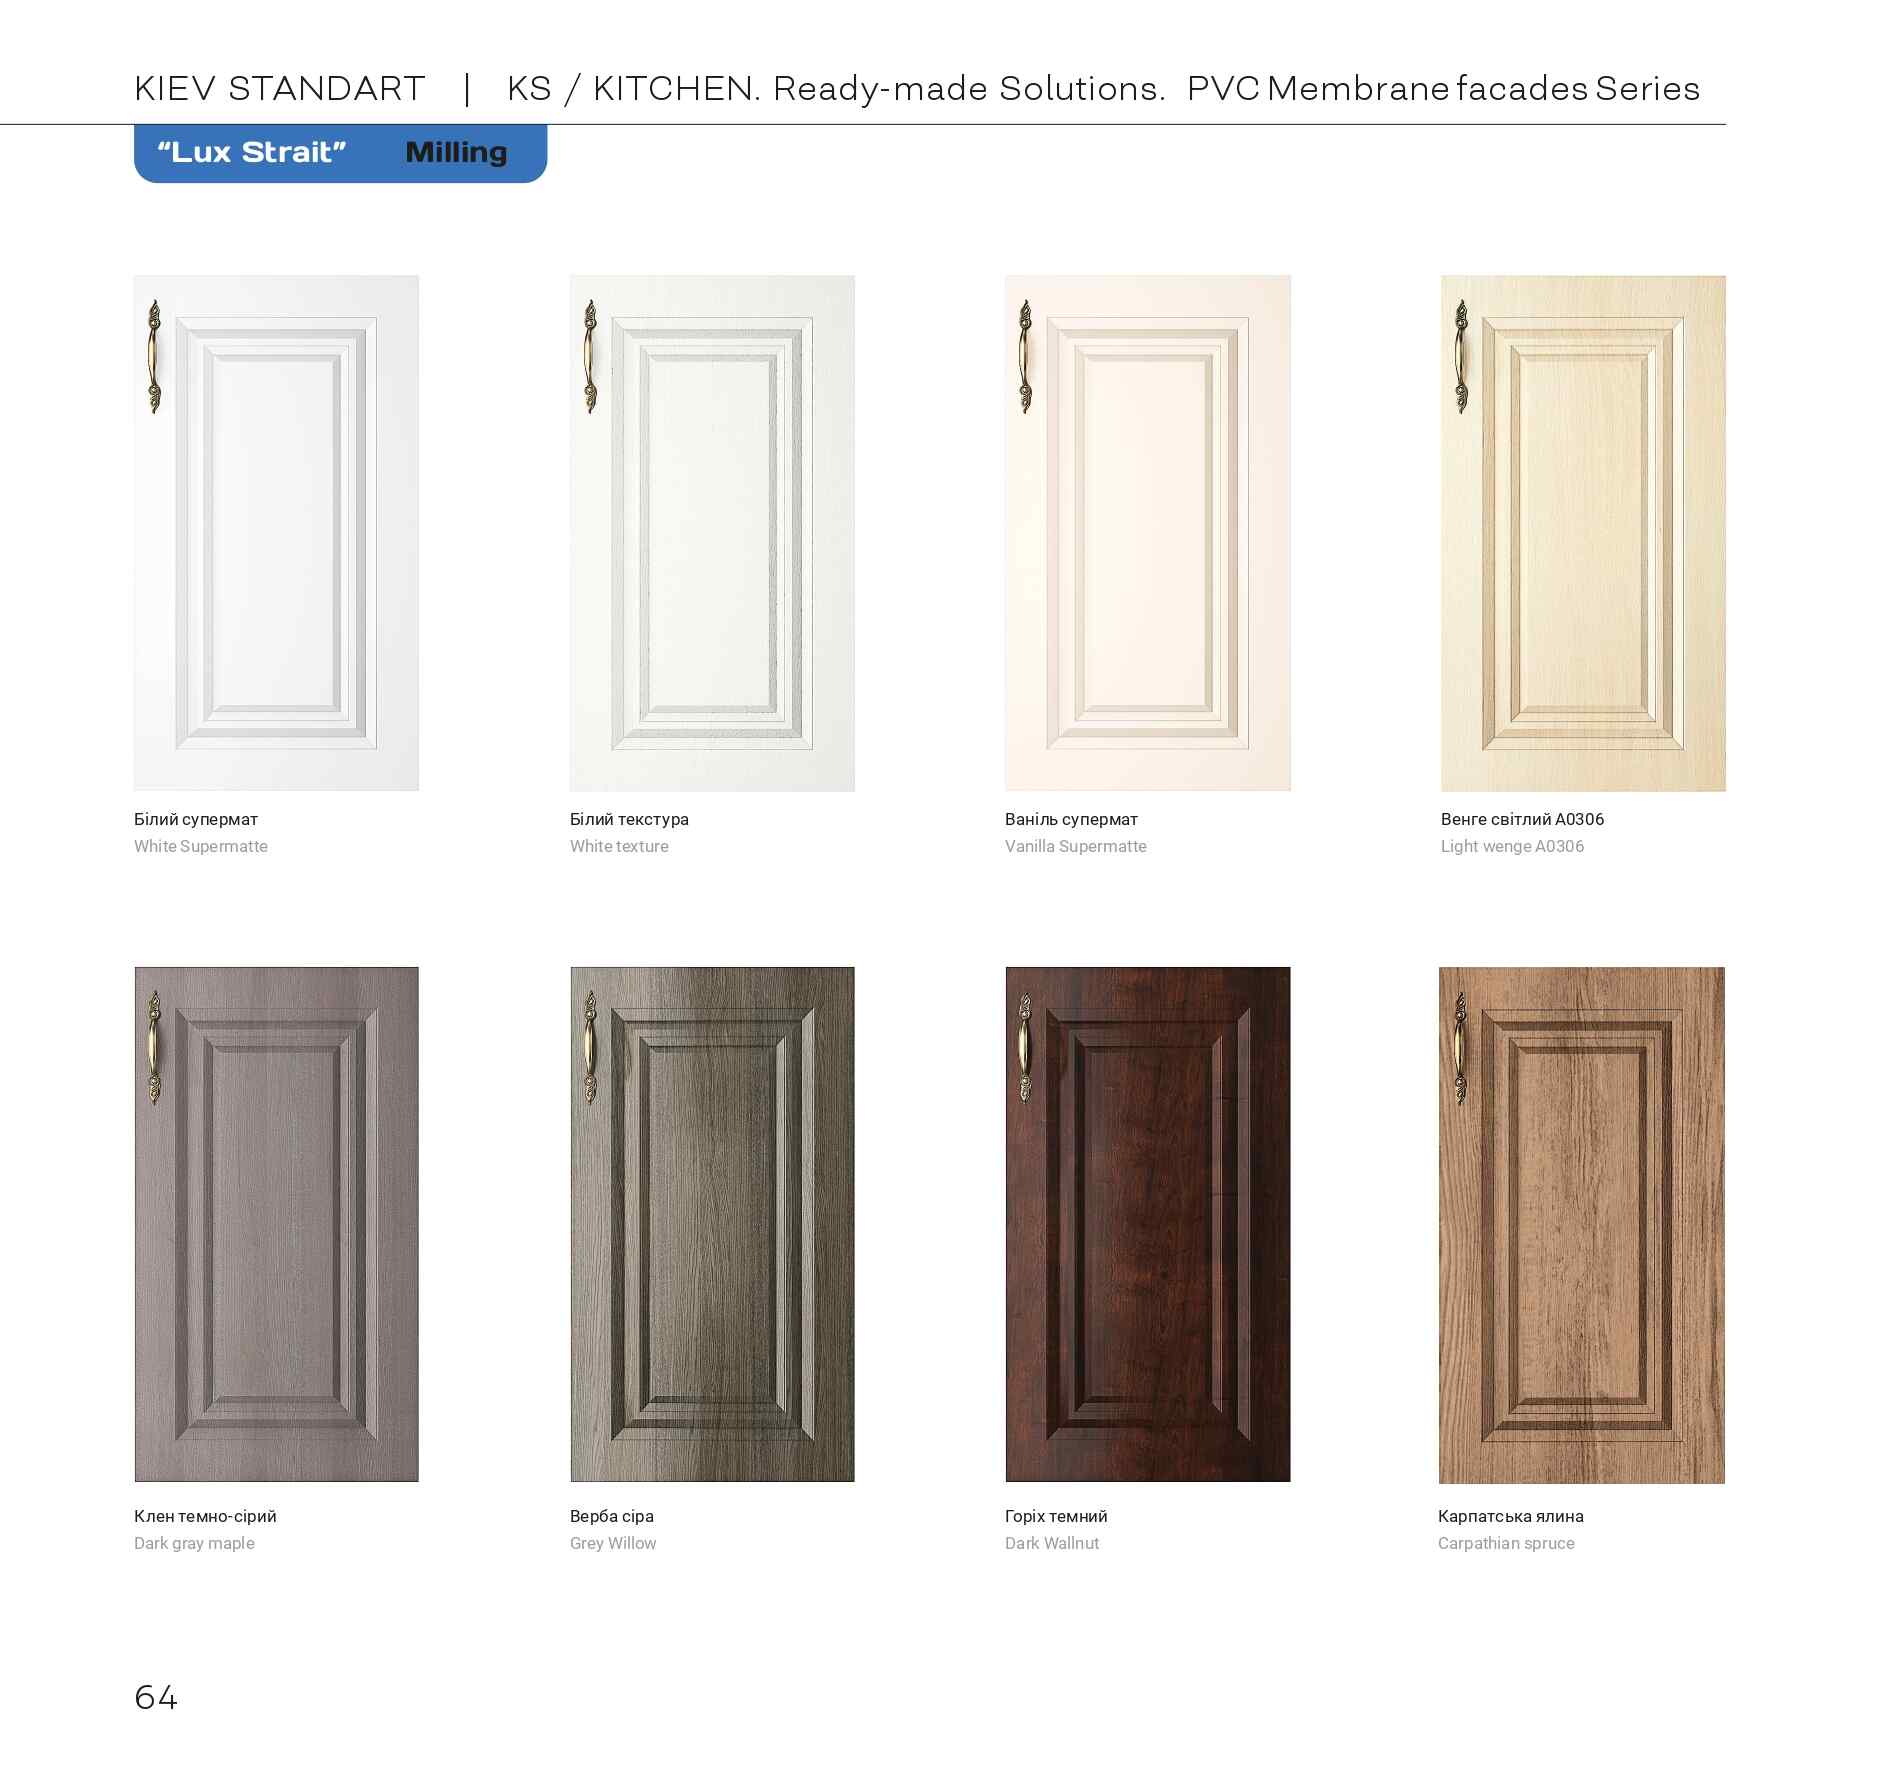 KIEV STANDART | KS / KITCHEN. Ready-made Solutions. PVC Membrane facades Series
“Lux Strait” Milling
Білий супермат
White Supermatte
Білий текстура
White texture
Ваніль супермат
Vanilla Supermatte
Венге світлий A0306
Light wenge A0306
Клен темно-сірий
Dark gray maple
Верба сіра
Grey Willow
Горіх темний
Dark Wallnut
Карпатська ялина
Carpathian spruce
64